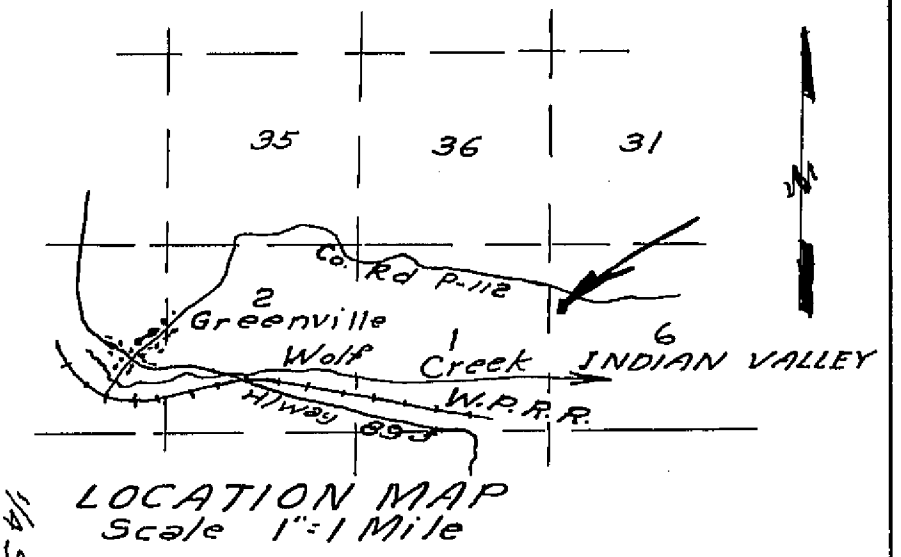 35 36 31
Co. Rd P-112
2
Greenville
1
6
Wolf Creek
INDIAN VALLEY
W.P.R.R.
Hiway
LOCATION MAP
Scale 1"=1 Mile